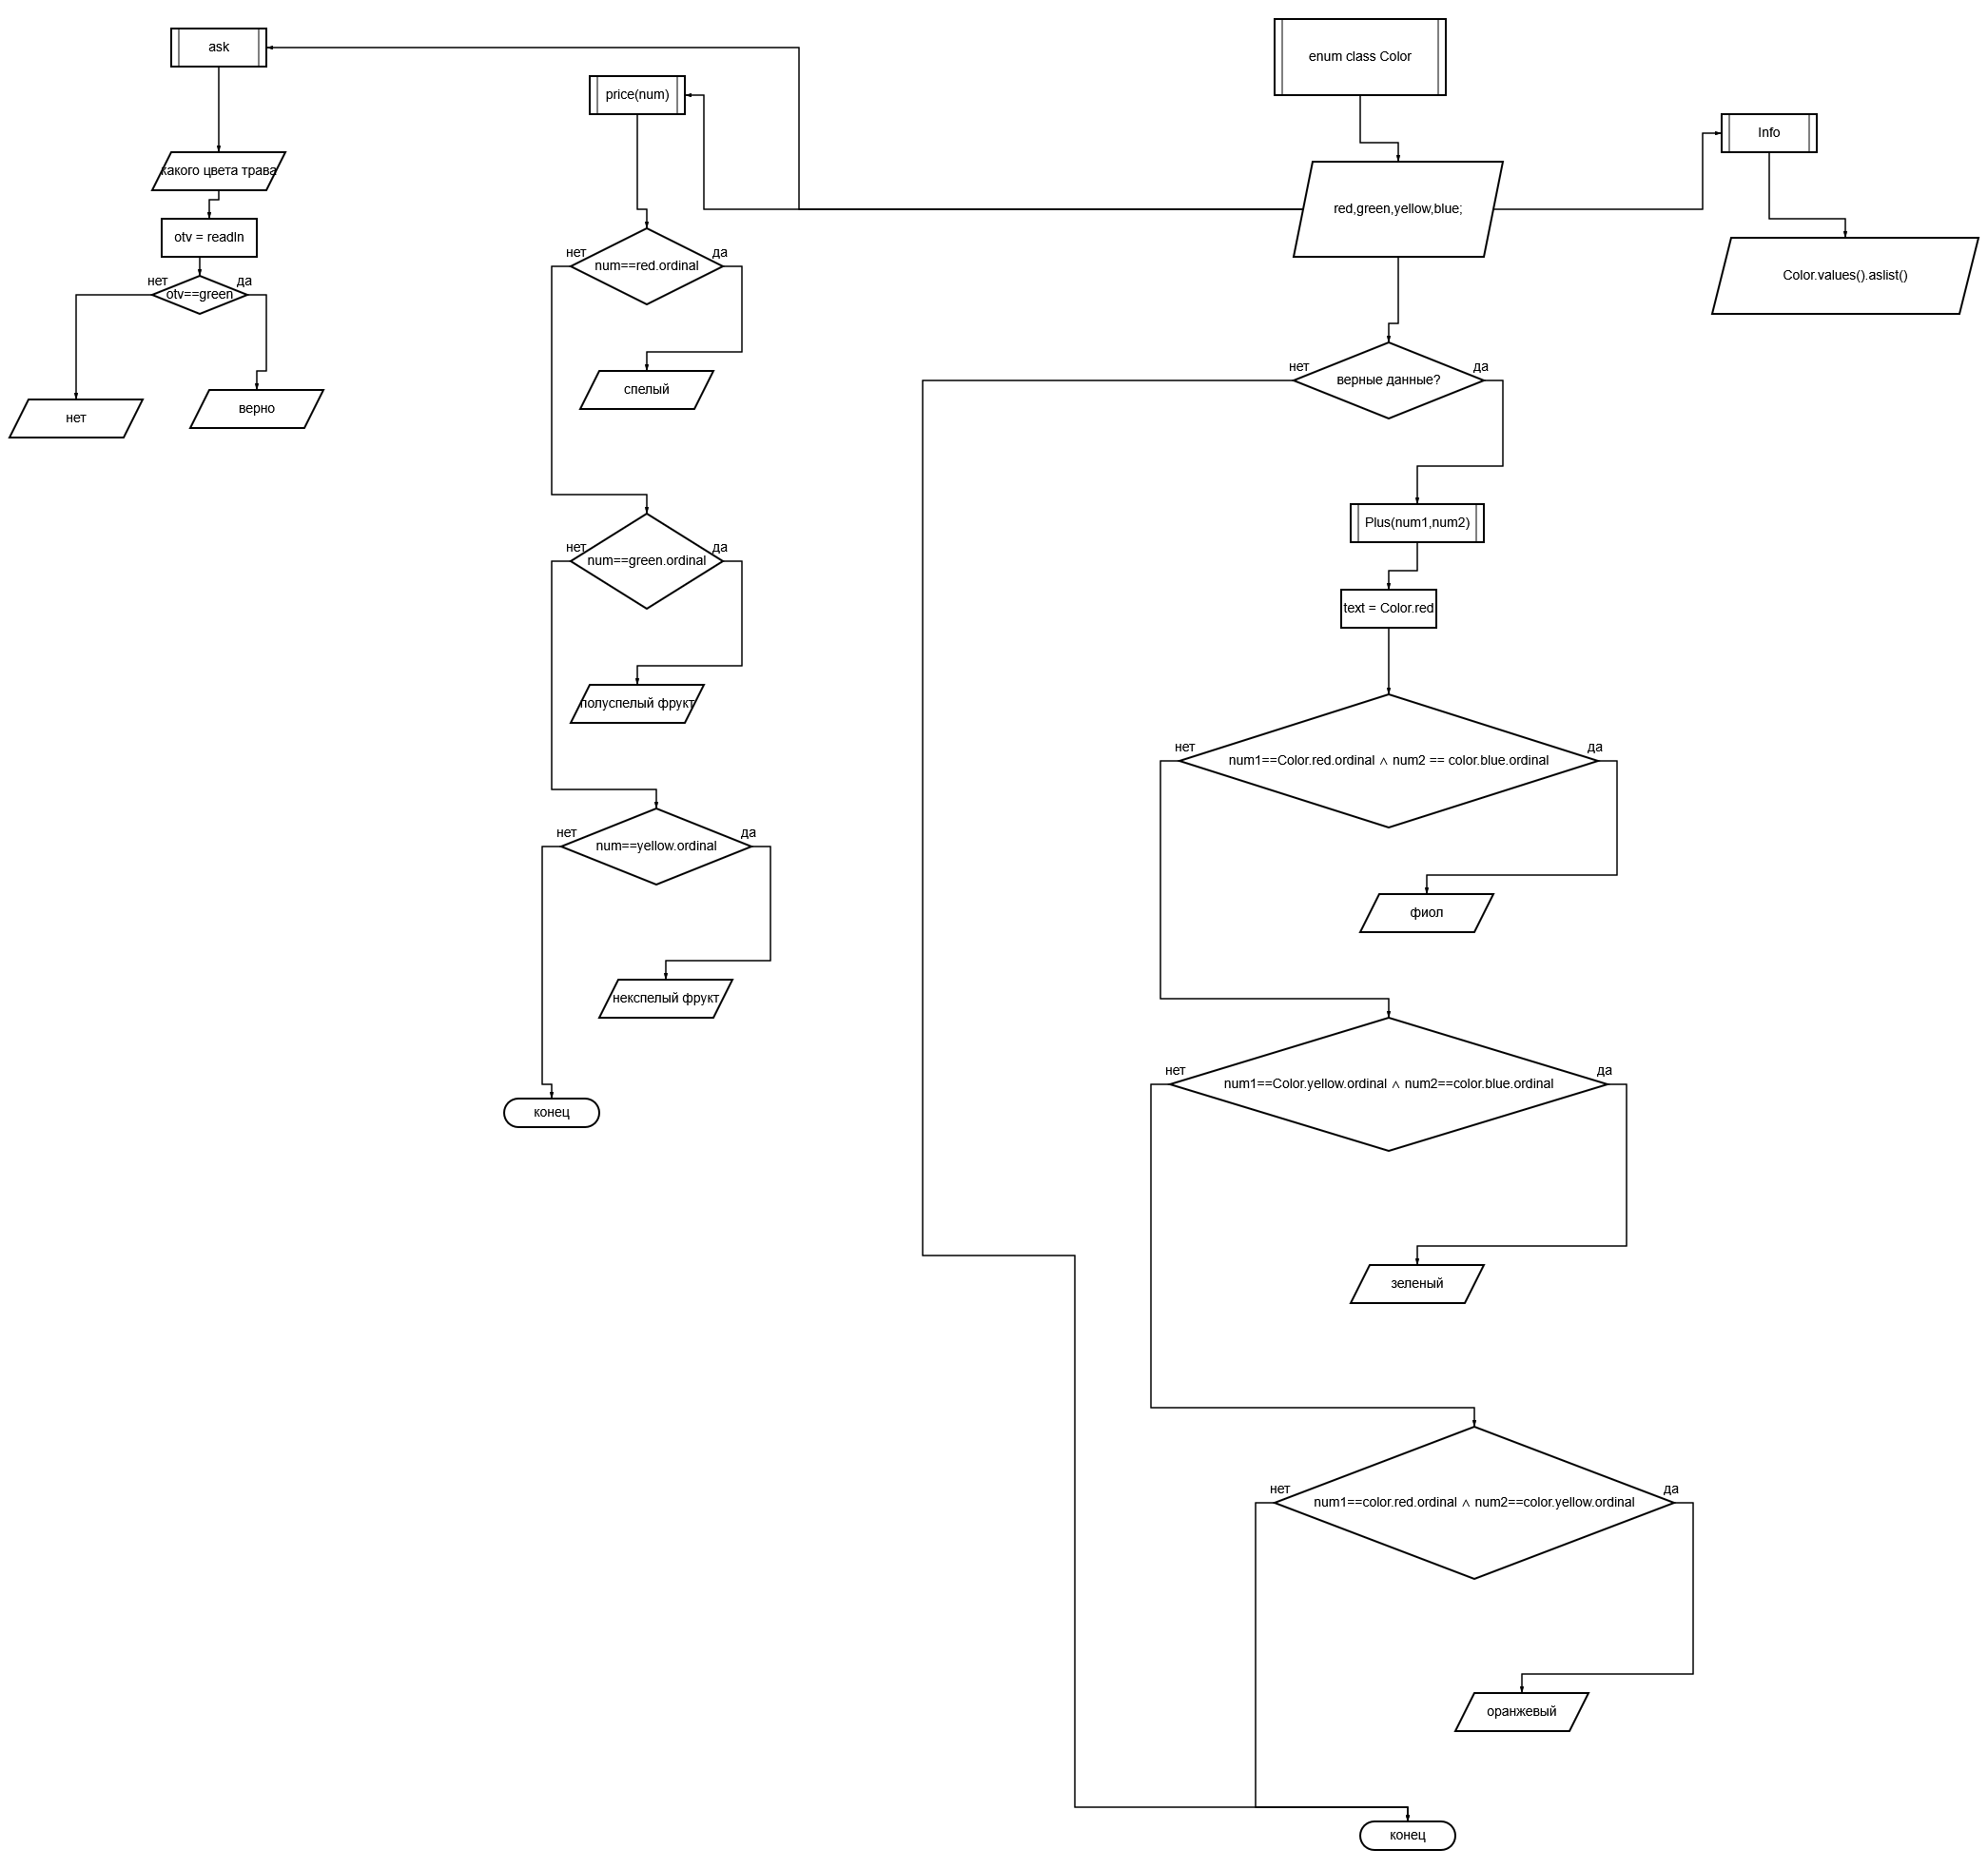 ask
какого цвета трава
otv = readln
нет
да
otv==green
нет
верно
price(num)
нет
да
num==red.ordinal
спелый
нет
да
num==green.ordinal
полуспелый фрукт
нет
да
num==yellow.ordinal
некспелый фрукт
конец
enum class Color
red,green,yellow,blue;
нет
да
верные данные?
Plus(num1,num2)
text = Color.red
нет
да
num1==Color.red.ordinal ∧ num2 == color.blue.ordinal
фиол
нет
да
num1==Color.yellow.ordinal ∧ num2==color.blue.ordinal
зеленый
нет
да
num1==color.red.ordinal ∧ num2==color.yellow.ordinal
оранжевый
конец
Info
Color.values().aslist()